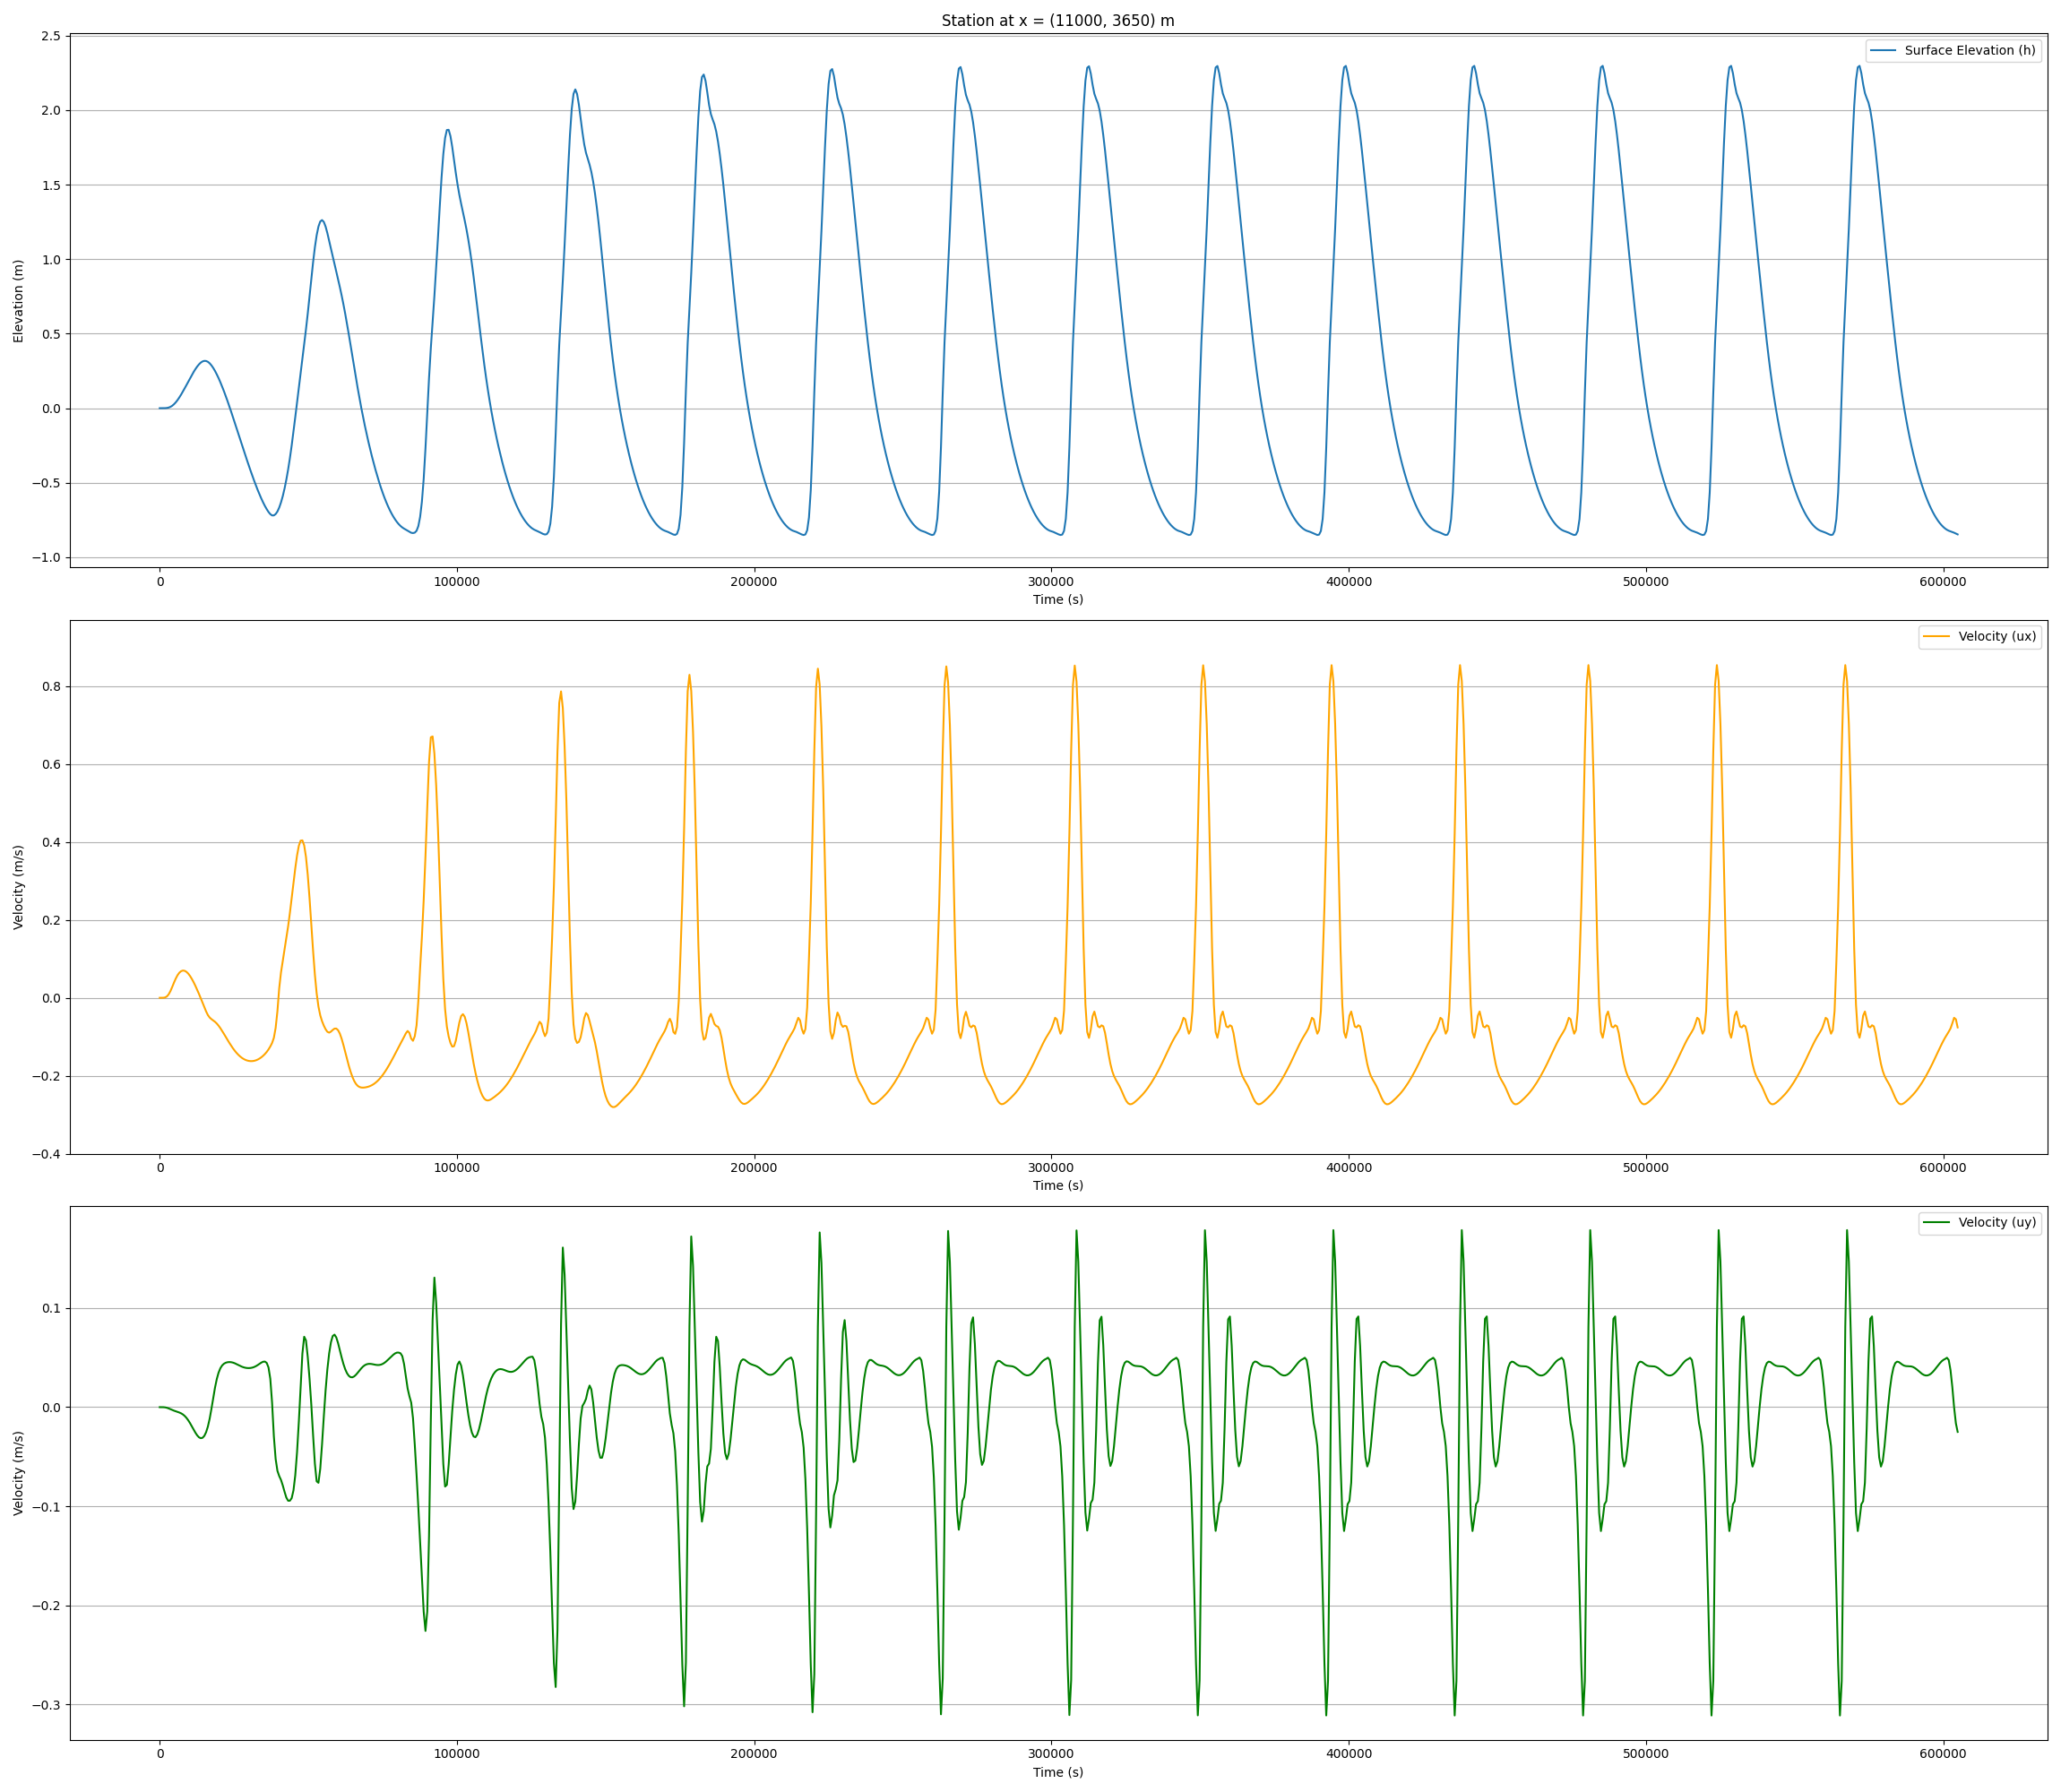 Station at x = (11000, 3650) m
Surface Elevation (h)
2.5
2.0
1.5
1.0
0.5
0.0
−0.5
−1.0
Elevation (m)
0 100000 200000 300000 400000 500000 600000
Time (s)
Velocity (ux)
0.8
0.6
0.4
0.2
0.0
−0.2
−0.4
Velocity (m/s)
0 100000 200000 300000 400000 500000 600000
Time (s)
Velocity (uy)
0.1
0.0
−0.1
−0.2
−0.3
Velocity (m/s)
0 100000 200000 300000 400000 500000 600000
Time (s)